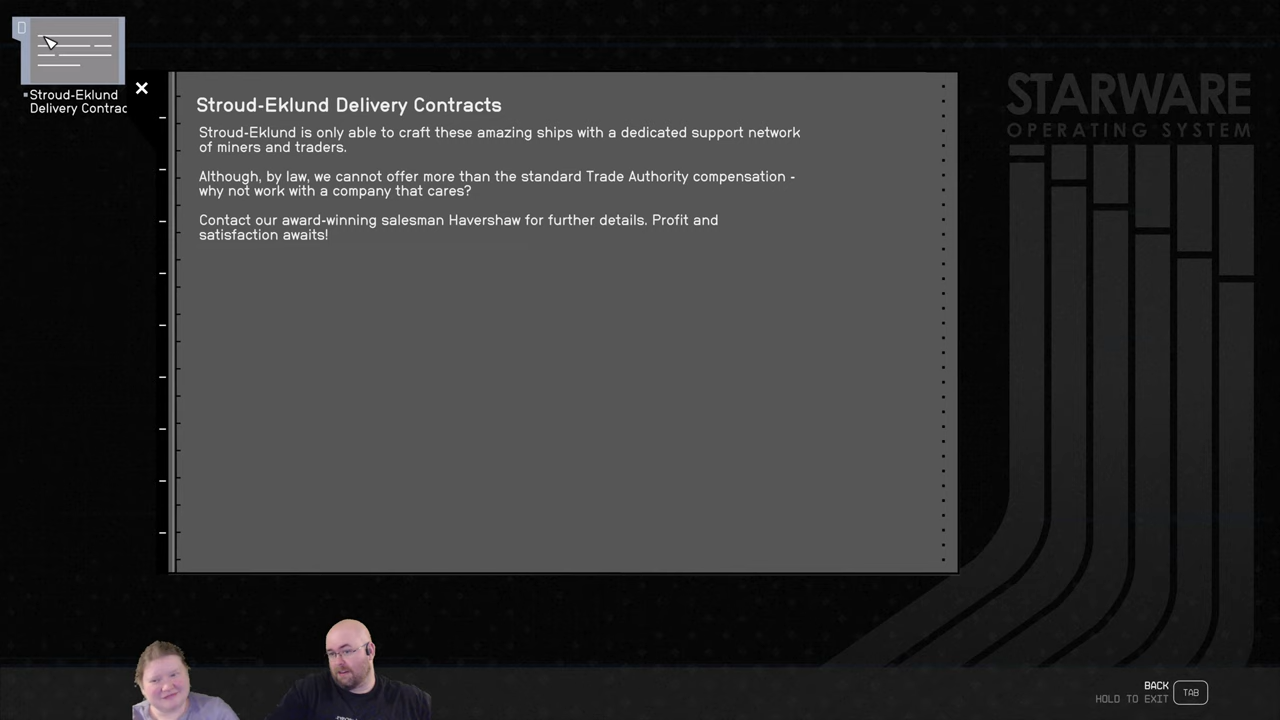 D
Stroud-Eklund
Delivery Contrac
Stroud-Eklund Delivery Contracts
Stroud-Eklund is only able to craft these amazing ships with a dedicated support network
of miners and traders.
Although, by law, we cannot offer more than the standard Trade Authority compensation -
why not work with a company that cares?
Contact our award-winning salesman Havershaw for further details. Profit and
satisfaction awaits!
STARWARE
OPERATING SYSTEM
BACK
HOLD TO EXIT
TAB